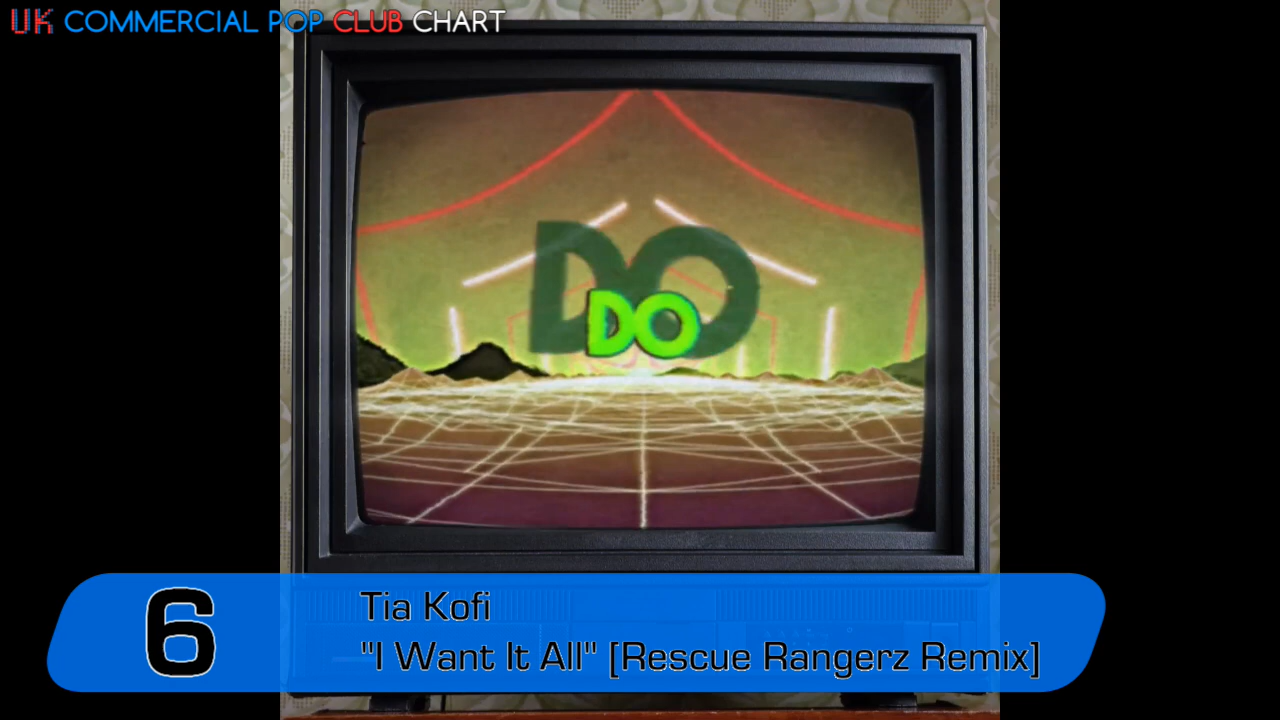 UK COMMERCIAL POP CLUB CHART
DO
DO
6
Tia Kofi
"I Want It All" [Rescue Rangerz Remix]